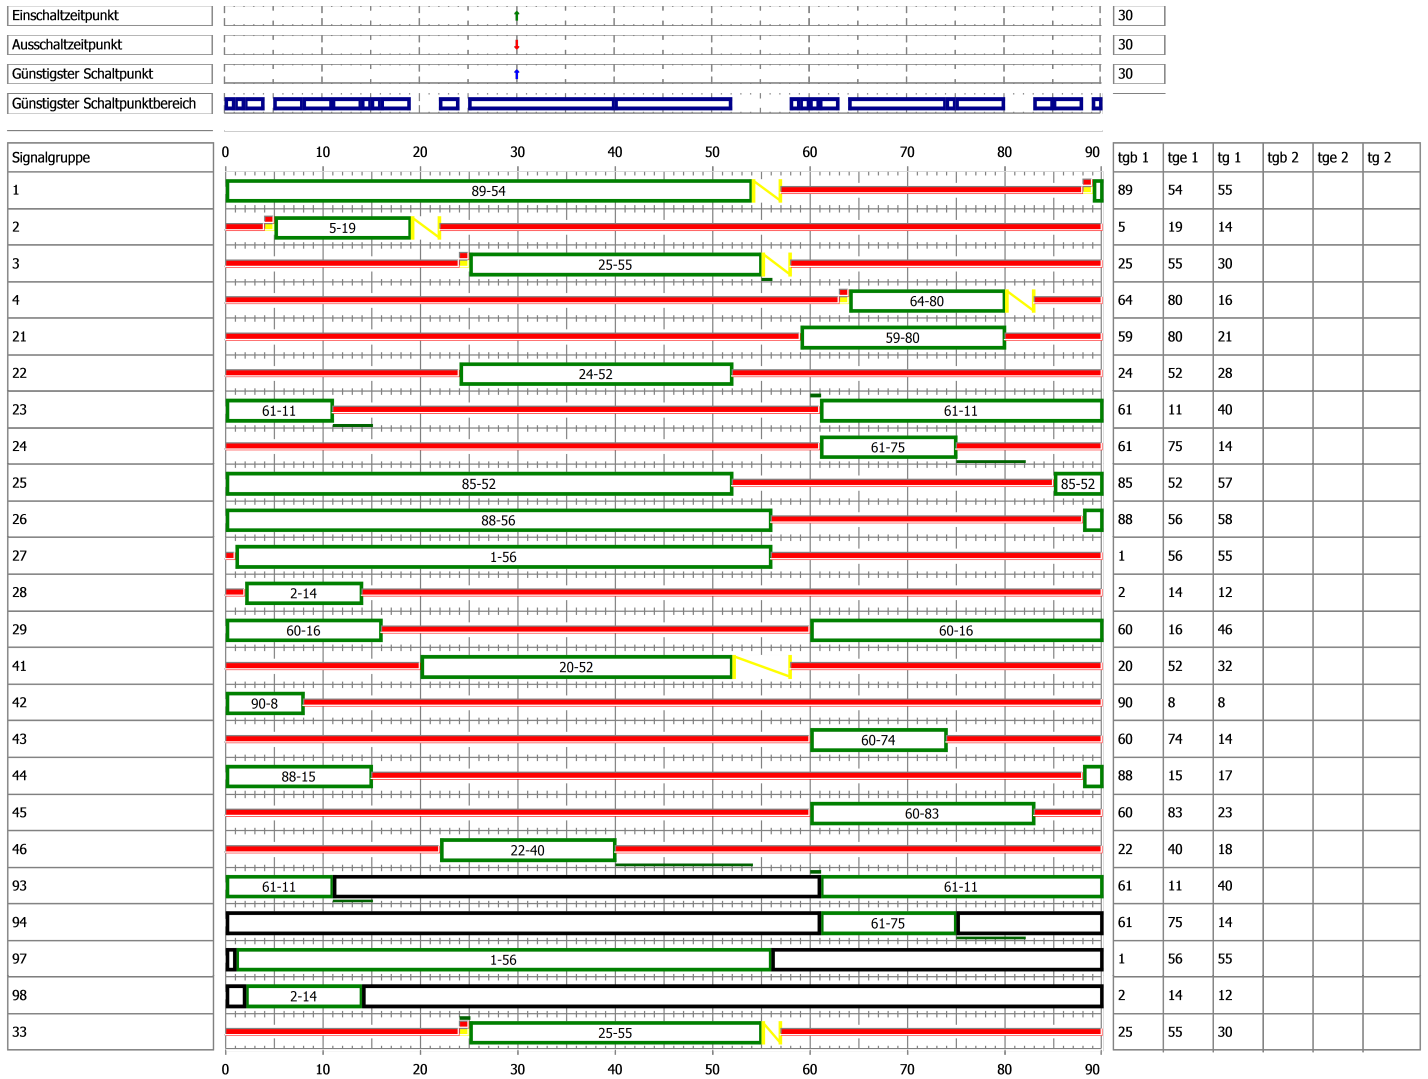 Einschaltzeitpunkt 30
Ausschaltzeitpunkt 30
Günstigster Schaltpunkt 30
Günstigster Schaltpunktbereich
Signalgruppe 0 10 20 30 40 50 60 70 80 90 tgb 1 tge 1 tg 1 tgb 2 tge 2 tg 2
1 89-54 89 54 55
2 5-19 5 19 14
3 25-55 25 55 30
4 64-80 64 80 16
21 59-80 59 80 21
22 24-52 24 52 28
23 61-11 61-11 61 11 40
24 61-75 61 75 14
25 85-52 85-52 85 52 57
26 88-56 88 56 58
27 1-56 1 56 55
28 2-14 2 14 12
29 60-16 60-16 60 16 46
41 20-52 20 52 32
42 90-8 90 8 8
43 60-74 60 74 14
44 88-15 88 15 17
45 60-83 60 83 23
46 22-40 22 40 18
93 61-11 61-11 61 11 40
94 61-75 61 75 14
97 1-56 1 56 55
98 2-14 2 14 12
33 25-55 25 55 30
0 10 20 30 40 50 60 70 80 90